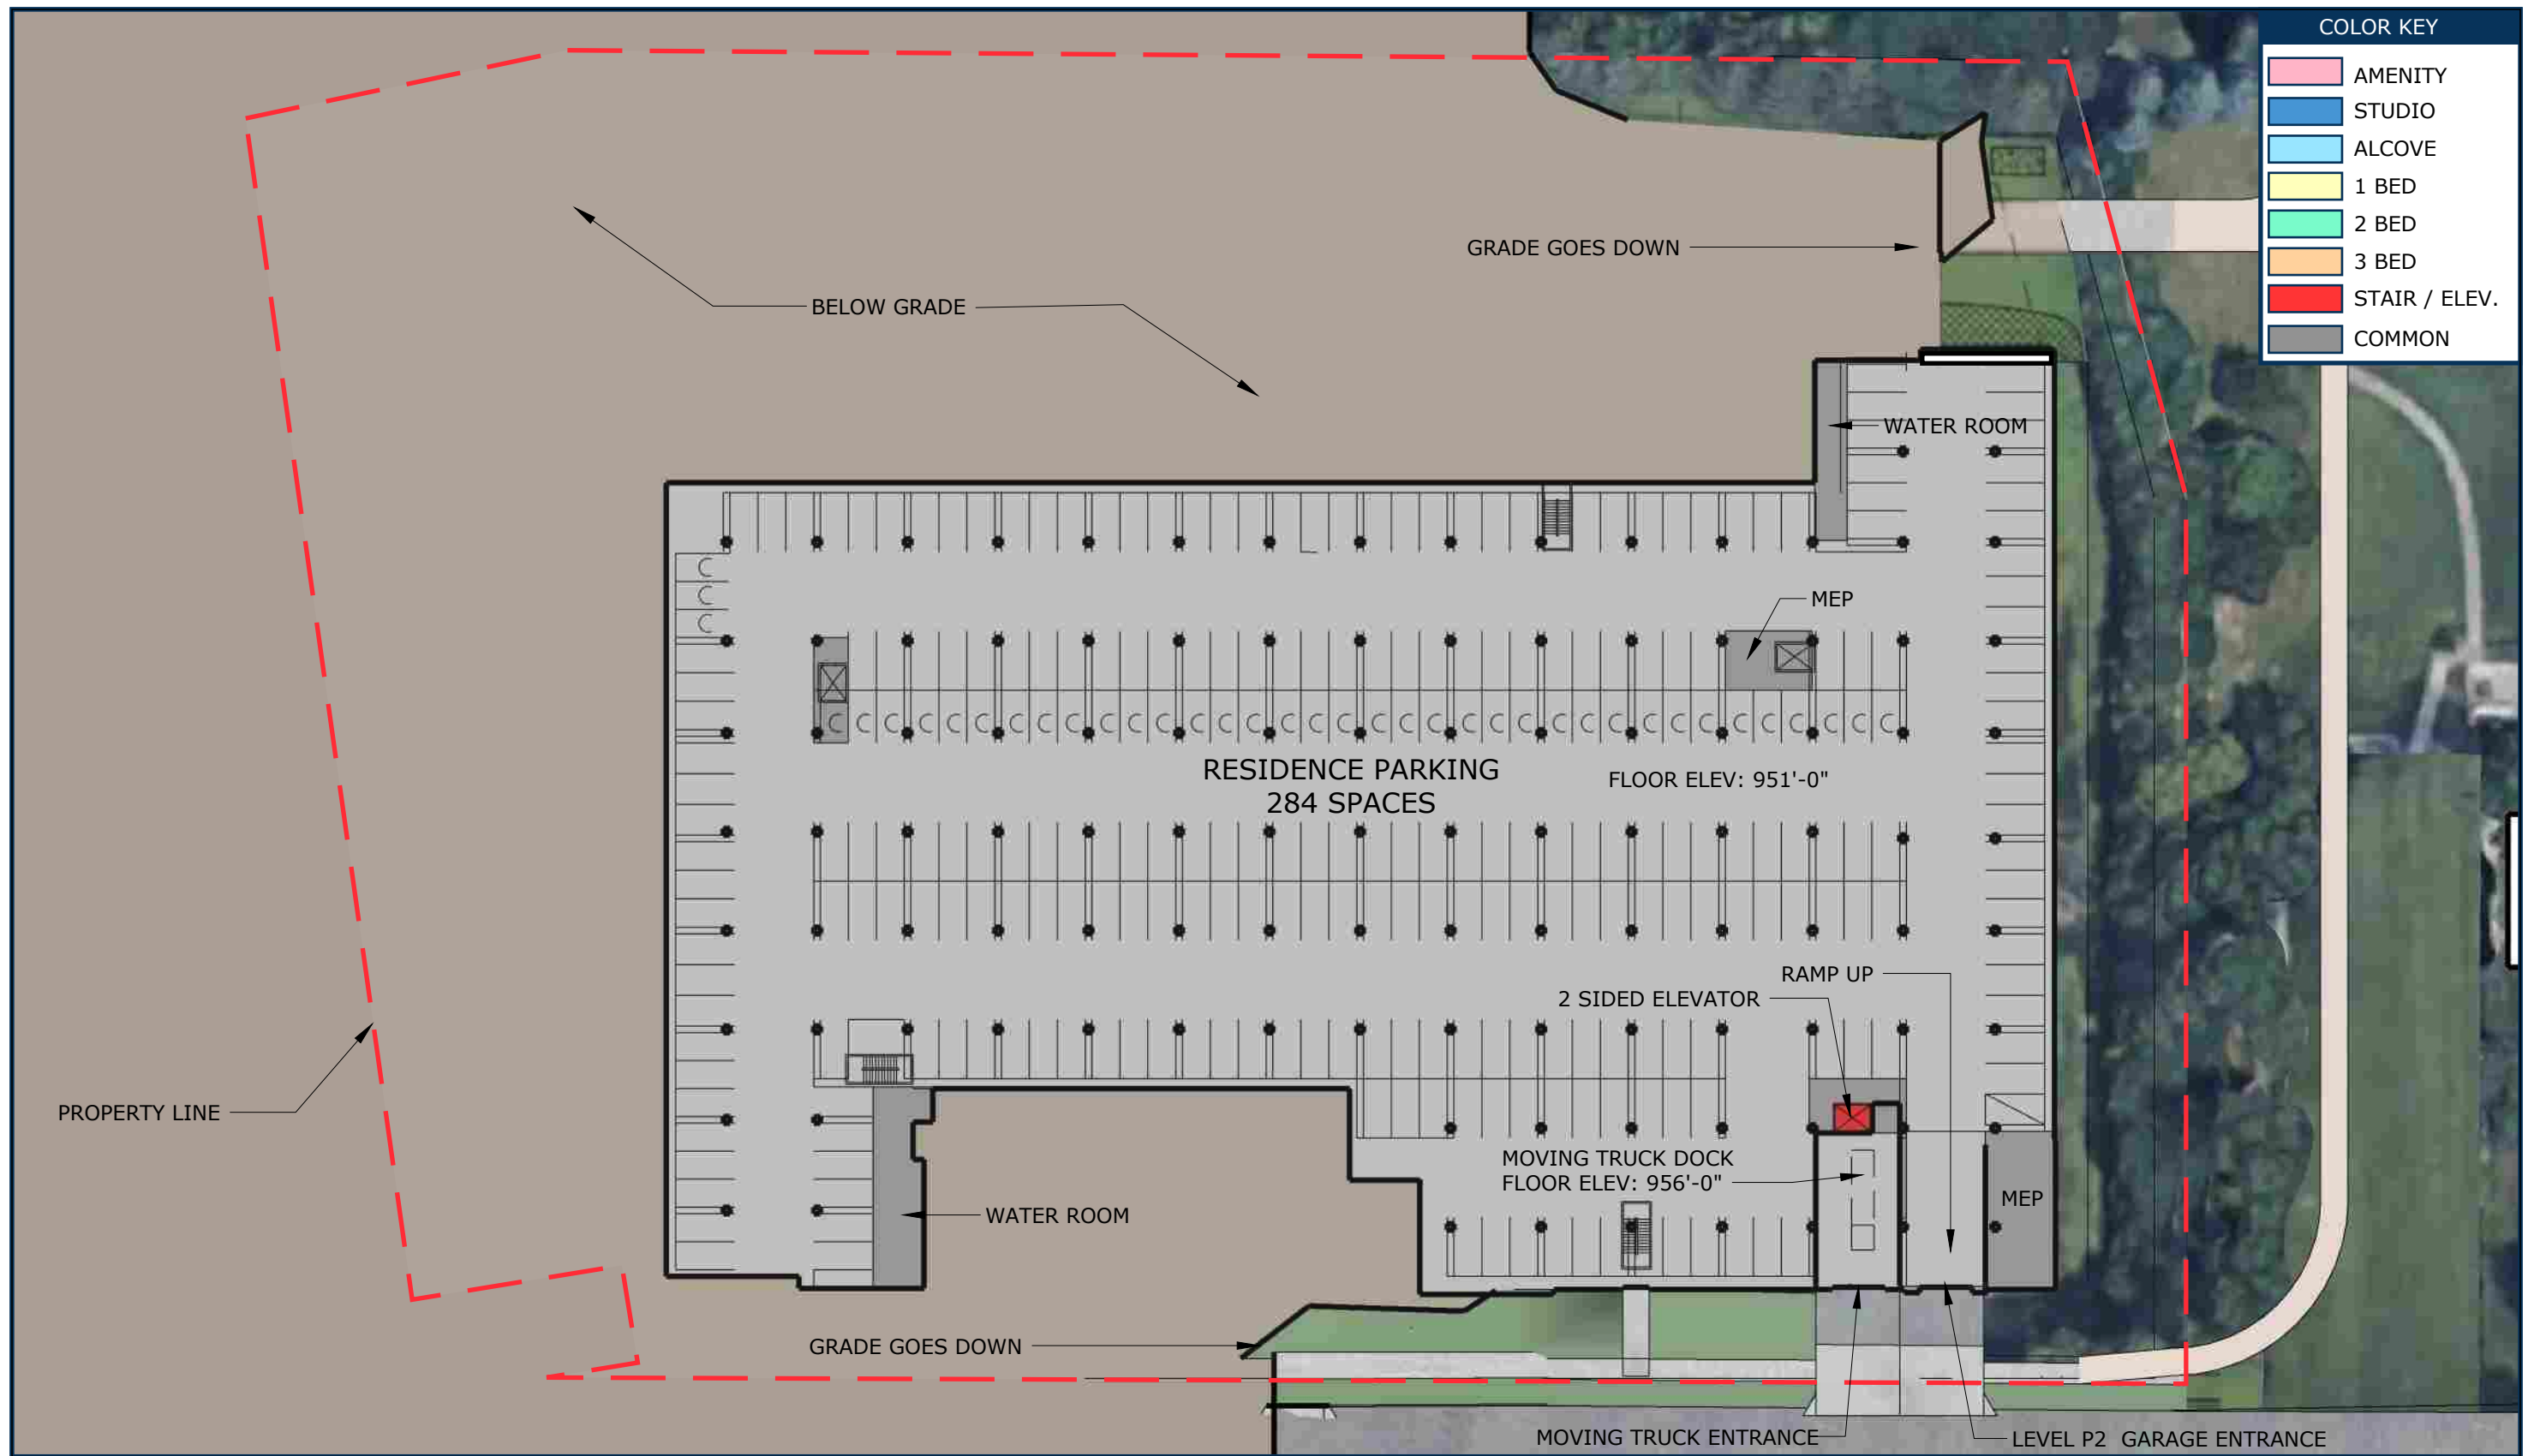 COLOR KEY
AMENITY
STUDIO
ALCOVE
1 BED
2 BED
3 BED
STAIR / ELEV.
COMMON
GRADE GOES DOWN
BELOW GRADE
WATER ROOM
MEP
RESIDENCE PARKING
284 SPACES
FLOOR ELEV: 951'-0"
RAMP UP
2 SIDED ELEVATOR
PROPERTY LINE
MOVING TRUCK DOCK
FLOOR ELEV: 956'-0"
MEP
WATER ROOM
GRADE GOES DOWN
MOVING TRUCK ENTRANCE
LEVEL P2 GARAGE ENTRANCE